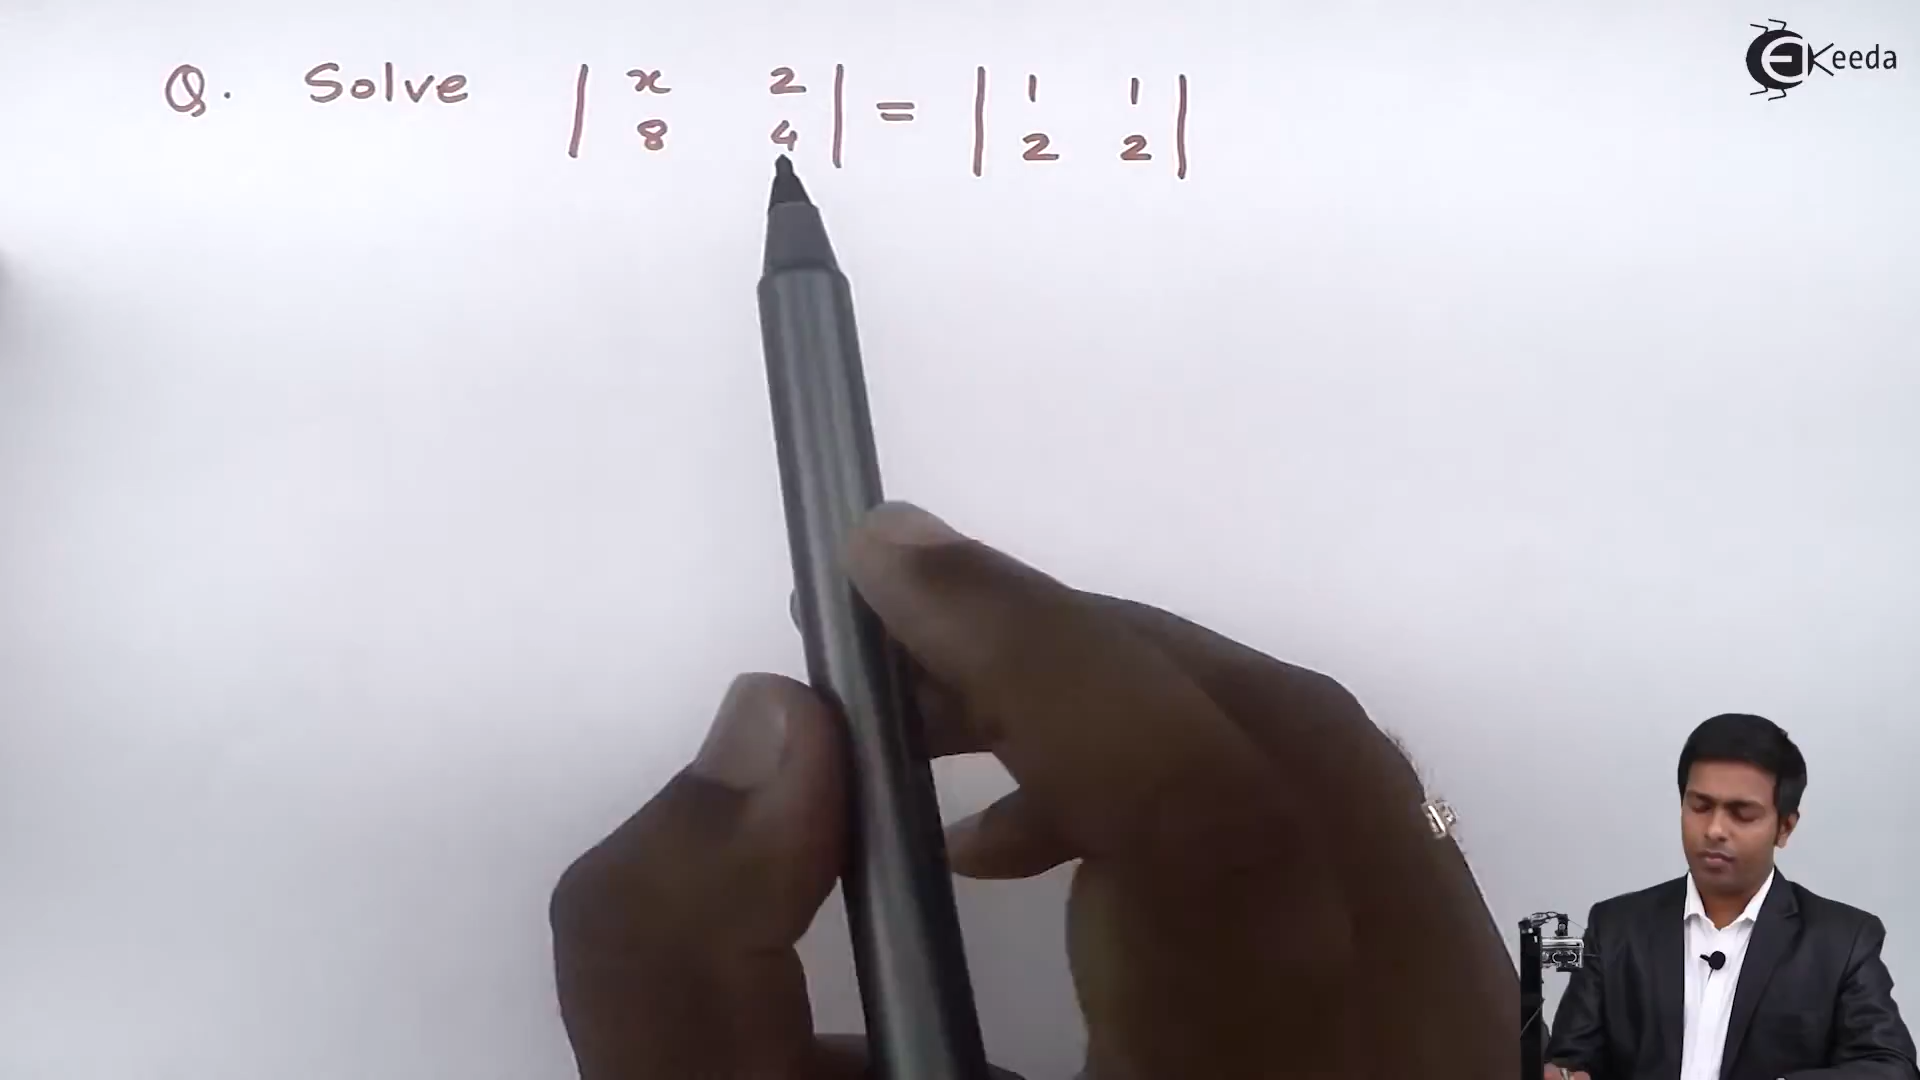 Q. Solve | x 2 | = | 1 1 |
| 8 4 | | 2 2 |
EKeeda